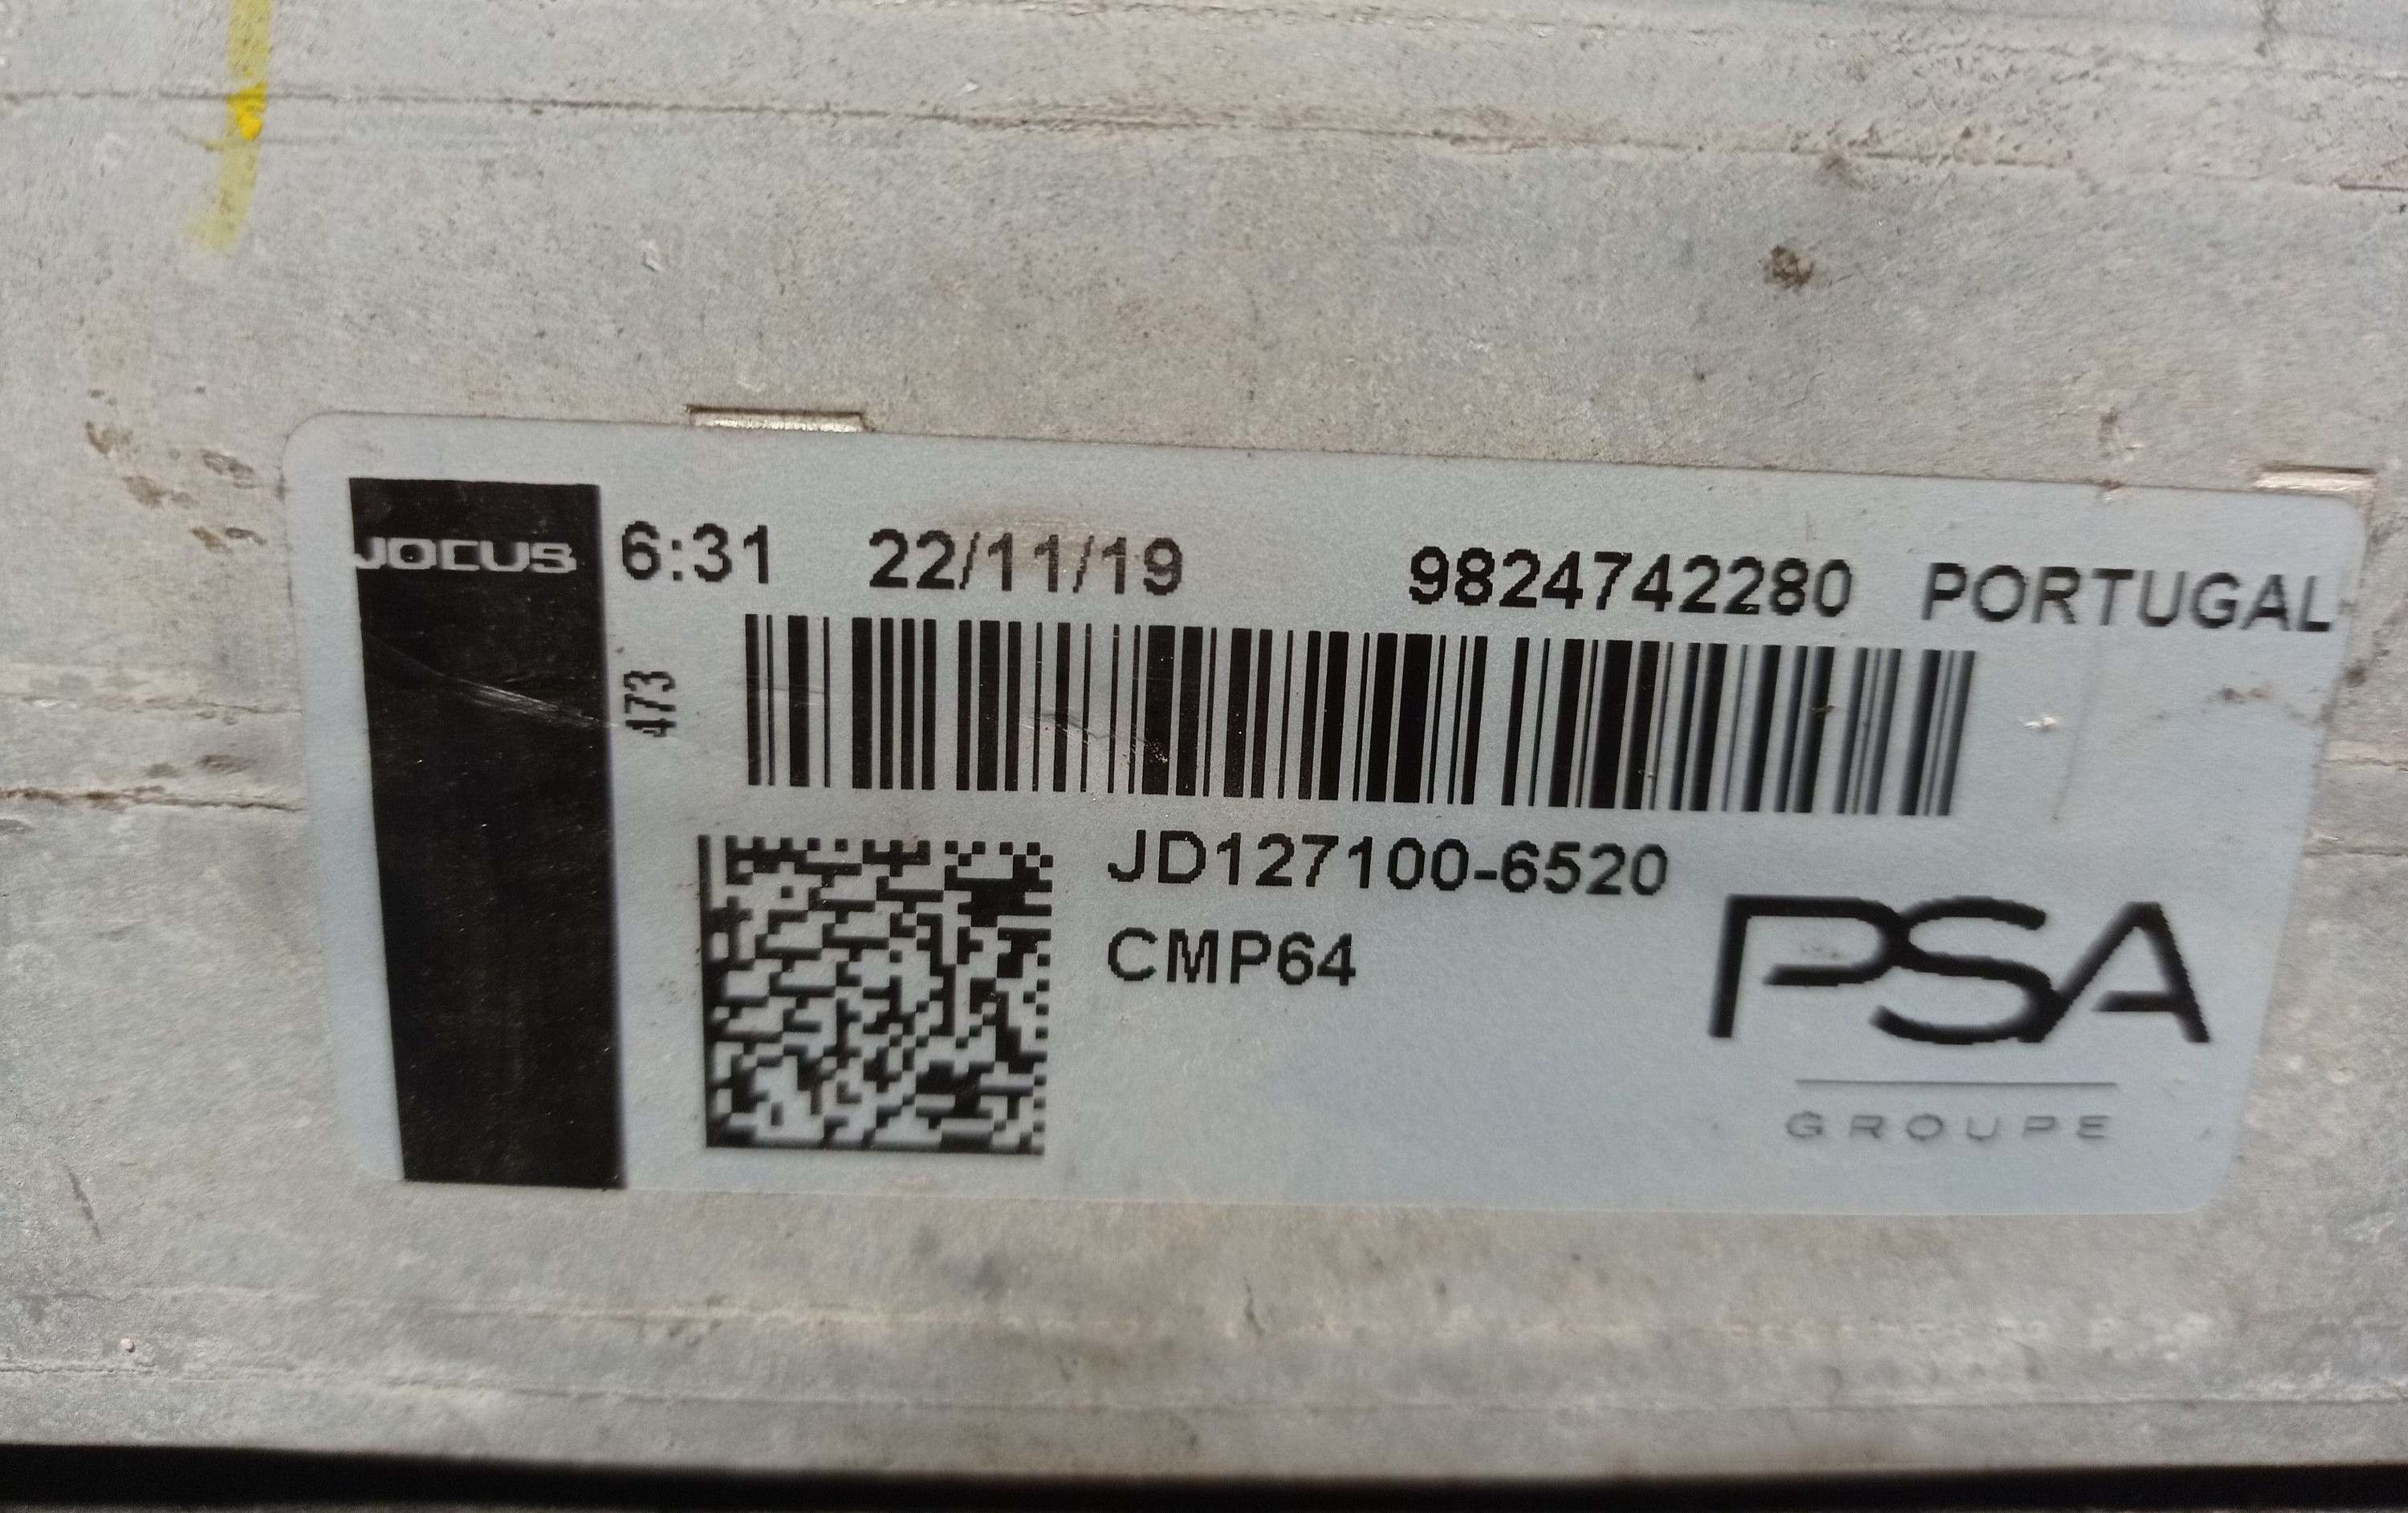 JOCUS
6:31 22/11/19 9824742280 PORTUGAL
473
JD127100-6520
CMP64
PSA
GROUPE